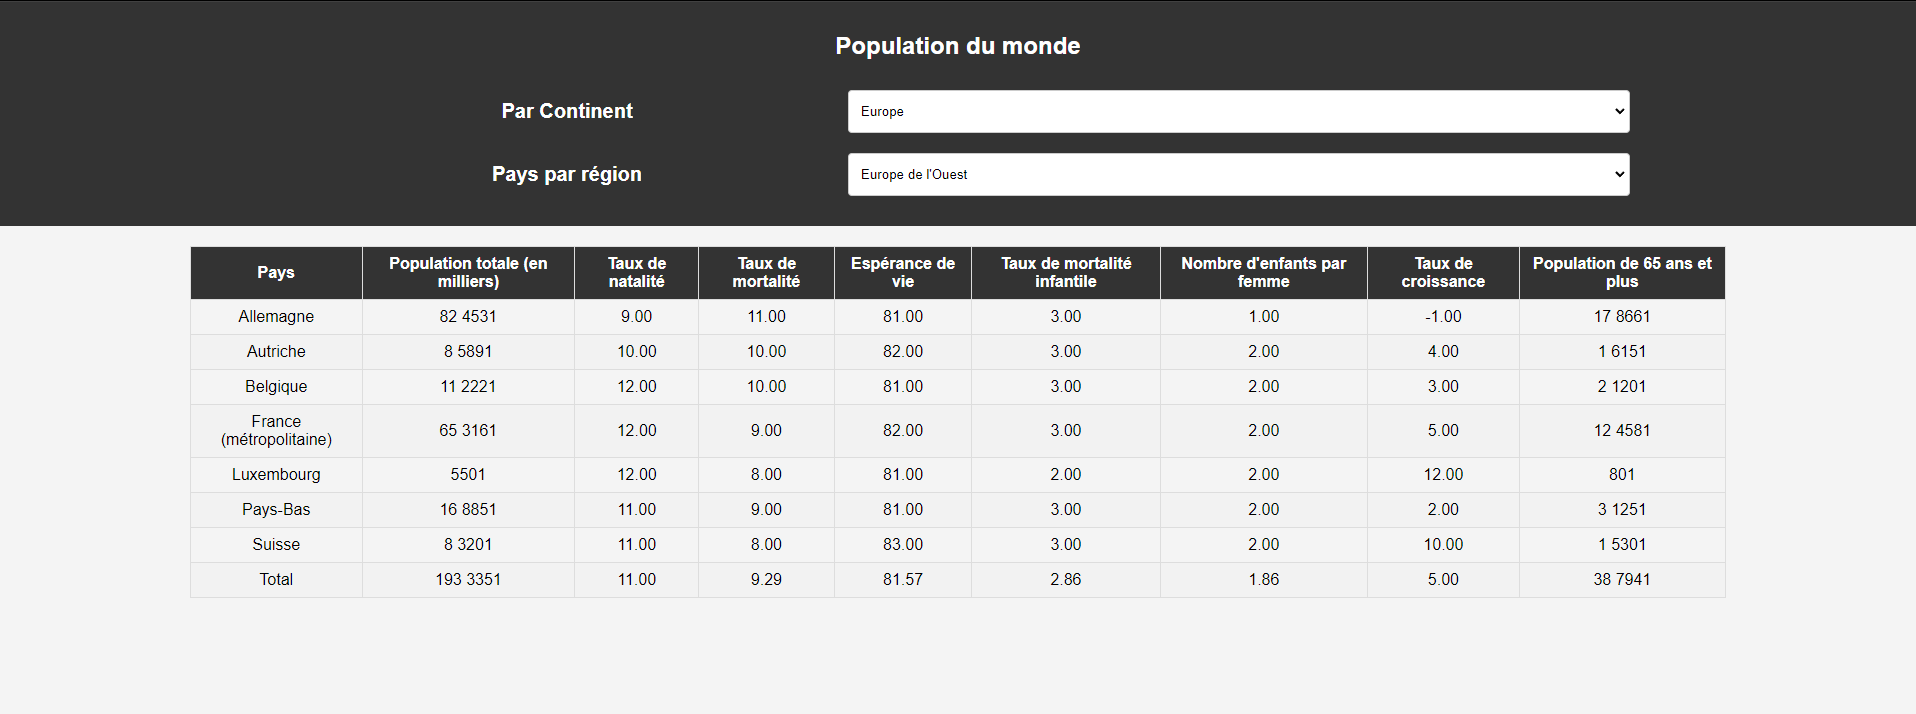 Population du monde
Par Continent
Europe
Pays par région
Europe de l'Ouest
Pays Population totale (en milliers) Taux de natalité Taux de mortalité Espérance de vie Taux de mortalité infantile Nombre d'enfants par femme Taux de croissance Population de 65 ans et plus
Allemagne 82 4531 9.00 11.00 81.00 3.00 1.00 -1.00 17 8661
Autriche 8 5891 10.00 10.00 82.00 3.00 2.00 4.00 1 6151
Belgique 11 2221 12.00 10.00 81.00 3.00 2.00 3.00 2 1201
France (métropolitaine) 65 3161 12.00 9.00 82.00 3.00 2.00 5.00 12 4581
Luxembourg 5501 12.00 8.00 81.00 2.00 2.00 12.00 801
Pays-Bas 16 8851 11.00 9.00 81.00 3.00 2.00 2.00 3 1251
Suisse 8 3201 11.00 8.00 83.00 3.00 2.00 10.00 1 5301
Total 193 3351 11.00 9.29 81.57 2.86 1.86 5.00 38 7941